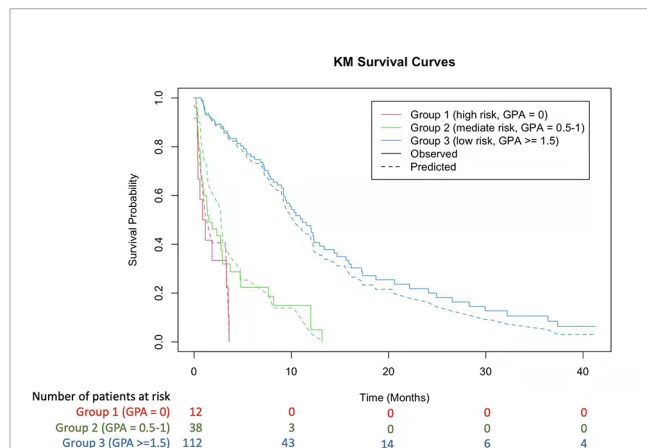 KM Survival Curves
Group 1 (high risk, GPA = 0)
Group 2 (mediate risk, GPA = 0.5-1)
Group 3 (low risk, GPA >= 1.5)
Observed
Predicted
Survival Probability
1.0
0.8
0.6
0.4
0.2
0.0
0 10 20 30 40
Number of patients at risk
Time (Months)
Group 1 (GPA = 0) 12 0 0 0 0
Group 2 (GPA = 0.5-1) 38 3 0 0 0
Group 3 (GPA >=1.5) 112 43 14 6 4